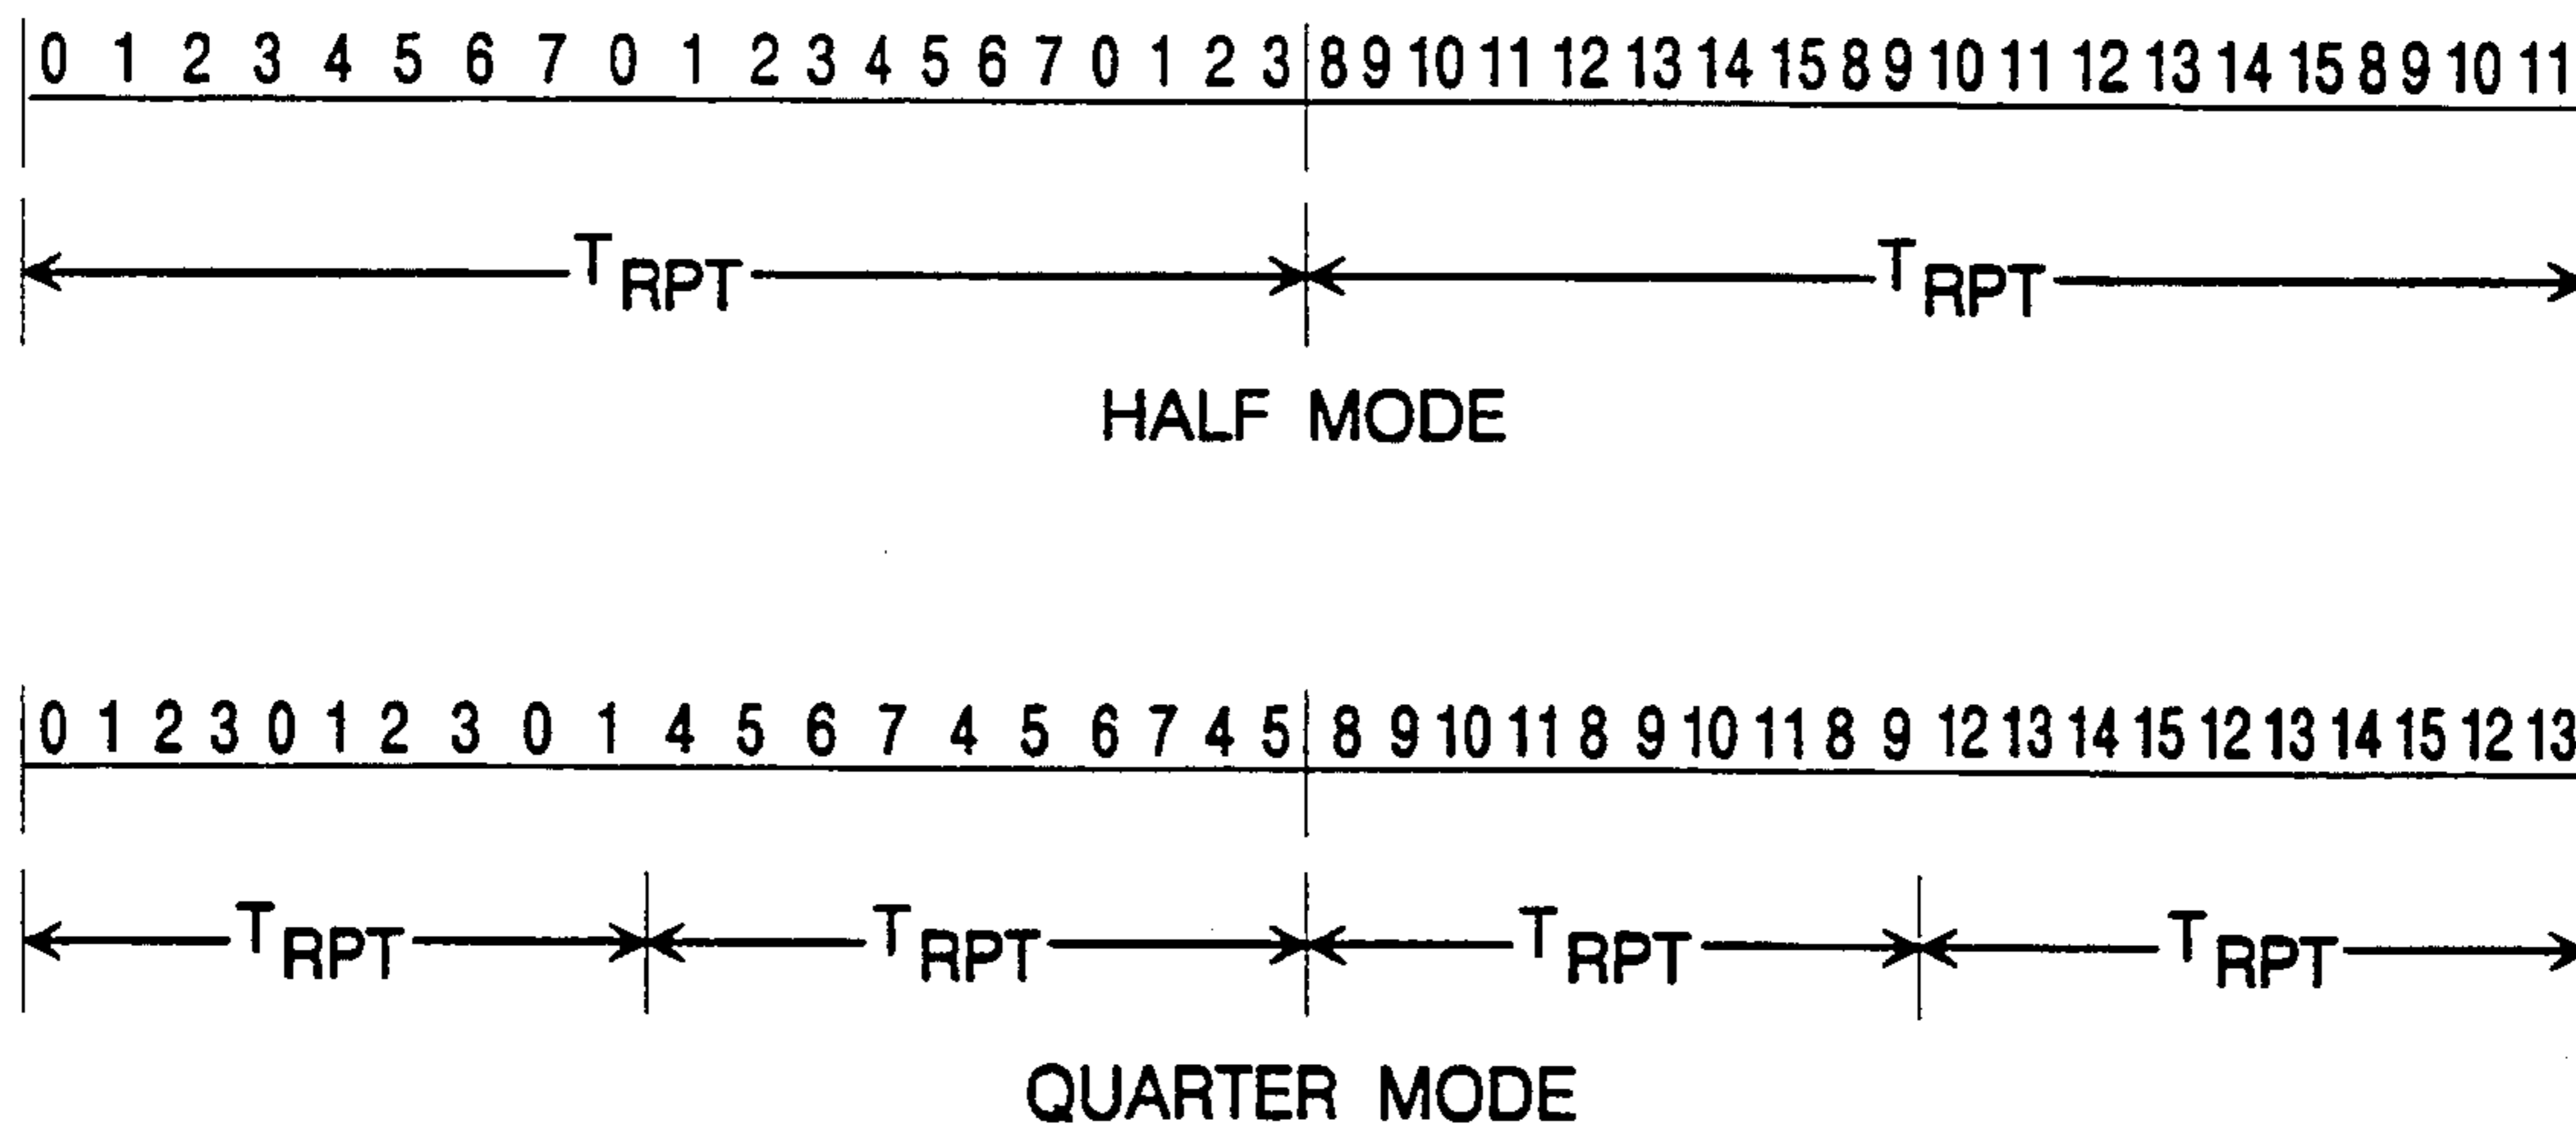 0 1 2 3 4 5 6 7 0 1 2 3 4 5 6 7 0 1 2 3 8 9 10 11 12 13 14 15 8 9 10 11 12 13 14 15 8 9 10 11
TRPT TRPT
HALF MODE
0 1 2 3 0 1 2 3 0 1 4 5 6 7 4 5 6 7 4 5 8 9 10 11 8 9 10 11 8 9 12 13 14 15 12 13 14 15 12 13
TRPT TRPT TRPT TRPT
QUARTER MODE